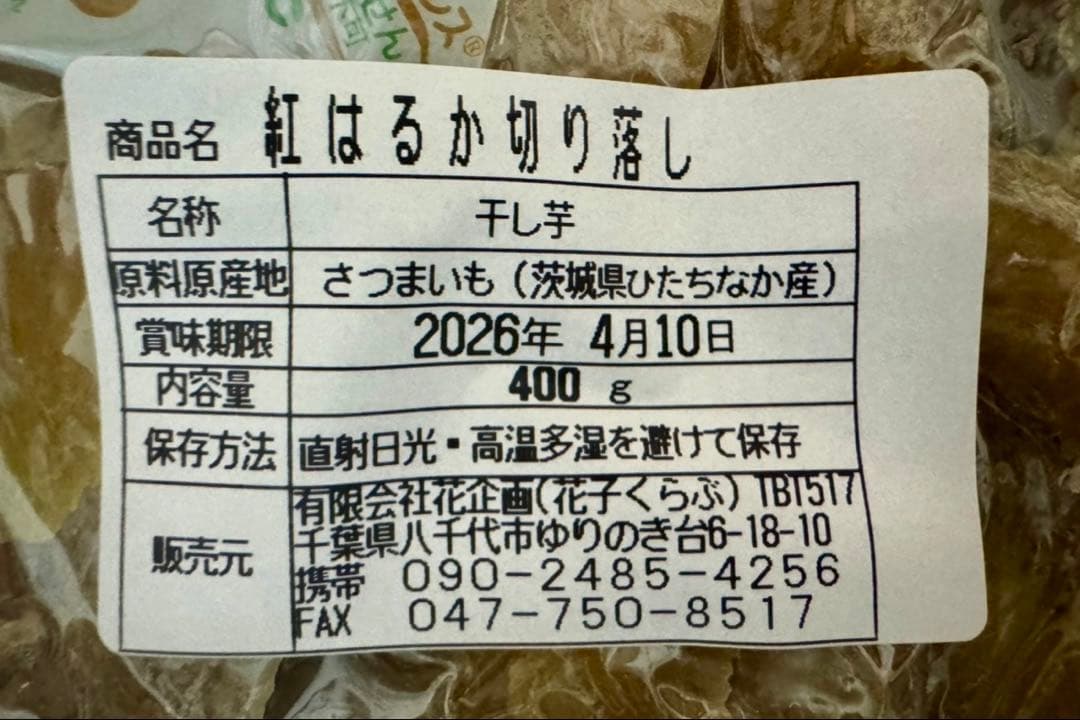 せん
商品名 紅はるか切り落し
名称 干し芋
原料原産地 さつまいも（茨城県ひたちなか産）
賞味期限 2026年 4月10日
内容量 400 g
保存方法 直射日光・高温多湿を避けて保存
販売元 有限会社花企画(花子くらぶ) TBT517
千葉県八千代市ゆりのき台6-18-10
携帯 090-2485-4256
FAX 047-750-8517